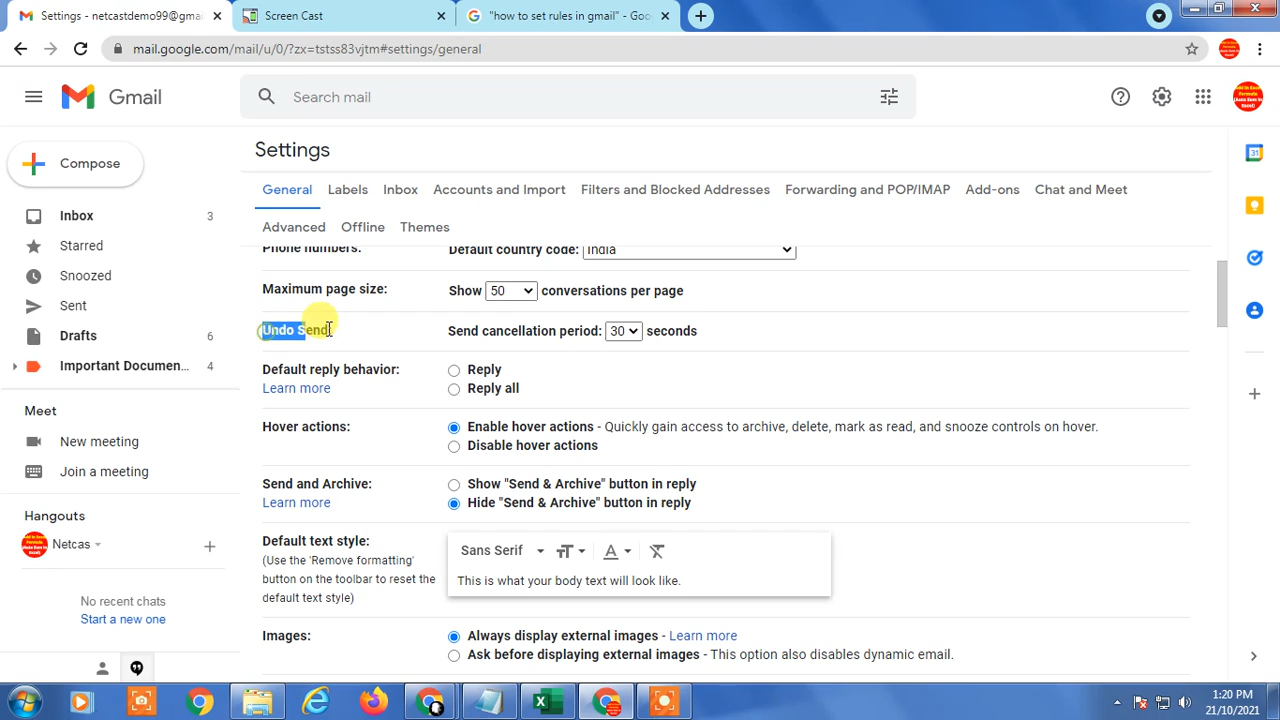 Settings - netcastdemo99@gma
Screen Cast
"how to set rules in gmail" - Go
mail.google.com/mail/u/0/?zx=tstss83vjtm#settings/general
Gmail
Search mail
Compose
Settings
General Labels Inbox Accounts and Import Filters and Blocked Addresses Forwarding and POP/IMAP Add-ons Chat and Meet
Advanced Offline Themes
Inbox 3
Starred
Snoozed
Sent
Drafts 6
Important Documen... 4
Meet
New meeting
Join a meeting
Hangouts
Netcas
No recent chats
Start a new one
Phone numbers: Default country code: India
Maximum page size: Show 50 conversations per page
Undo Send: Send cancellation period: 30 seconds
Default reply behavior: Reply
Learn more Reply all
Hover actions: Enable hover actions - Quickly gain access to archive, delete, mark as read, and snooze controls on hover.
Disable hover actions
Send and Archive: Show "Send & Archive" button in reply
Learn more Hide "Send & Archive" button in reply
Default text style: Sans Serif
(Use the 'Remove formatting'
button on the toolbar to reset the
default text style)
This is what your body text will look like.
Images: Always display external images - Learn more
Ask before displaying external images - This option also disables dynamic email.
31
1:20 PM
21/10/2021